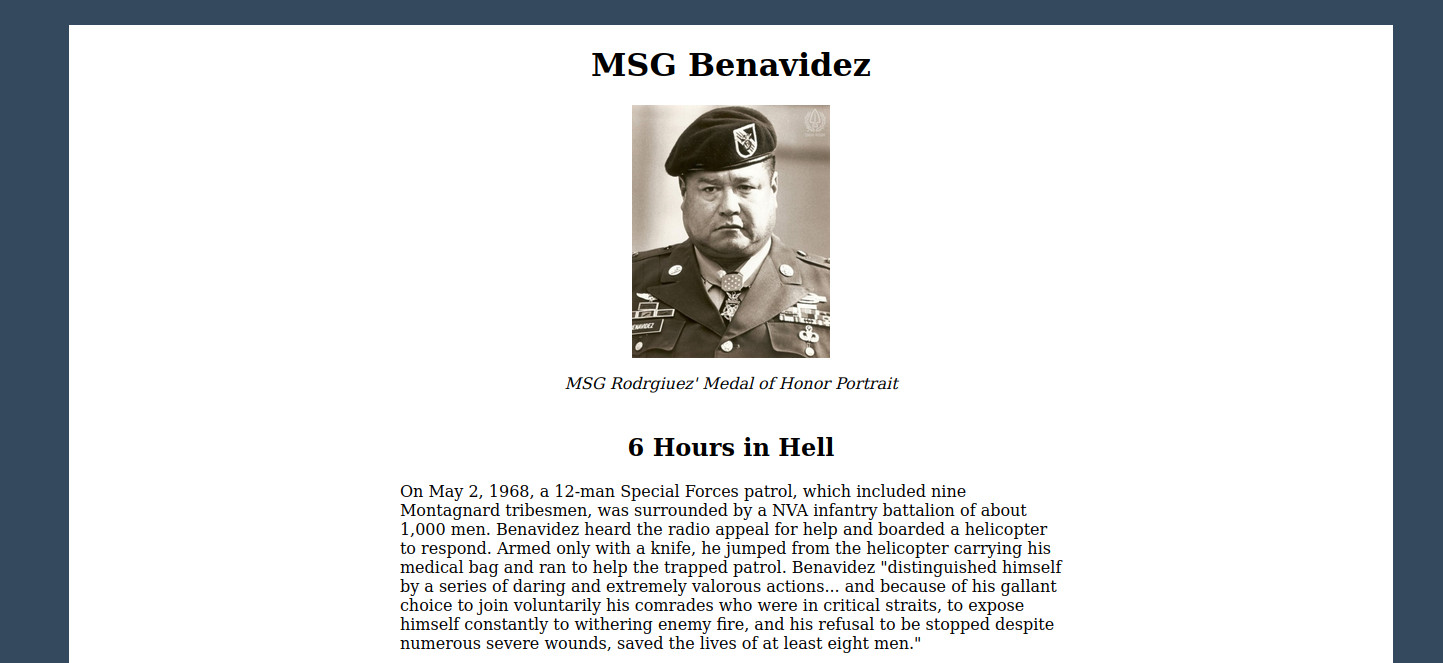 MSG Benavidez
BENAVIDEZ
MSG Rodrgiuez' Medal of Honor Portrait
6 Hours in Hell
On May 2, 1968, a 12-man Special Forces patrol, which included nine
Montagnard tribesmen, was surrounded by a NVA infantry battalion of about
1,000 men. Benavidez heard the radio appeal for help and boarded a helicopter
to respond. Armed only with a knife, he jumped from the helicopter carrying his
medical bag and ran to help the trapped patrol. Benavidez "distinguished himself
by a series of daring and extremely valorous actions... and because of his gallant
choice to join voluntarily his comrades who were in critical straits, to expose
himself constantly to withering enemy fire, and his refusal to be stopped despite
numerous severe wounds, saved the lives of at least eight men."